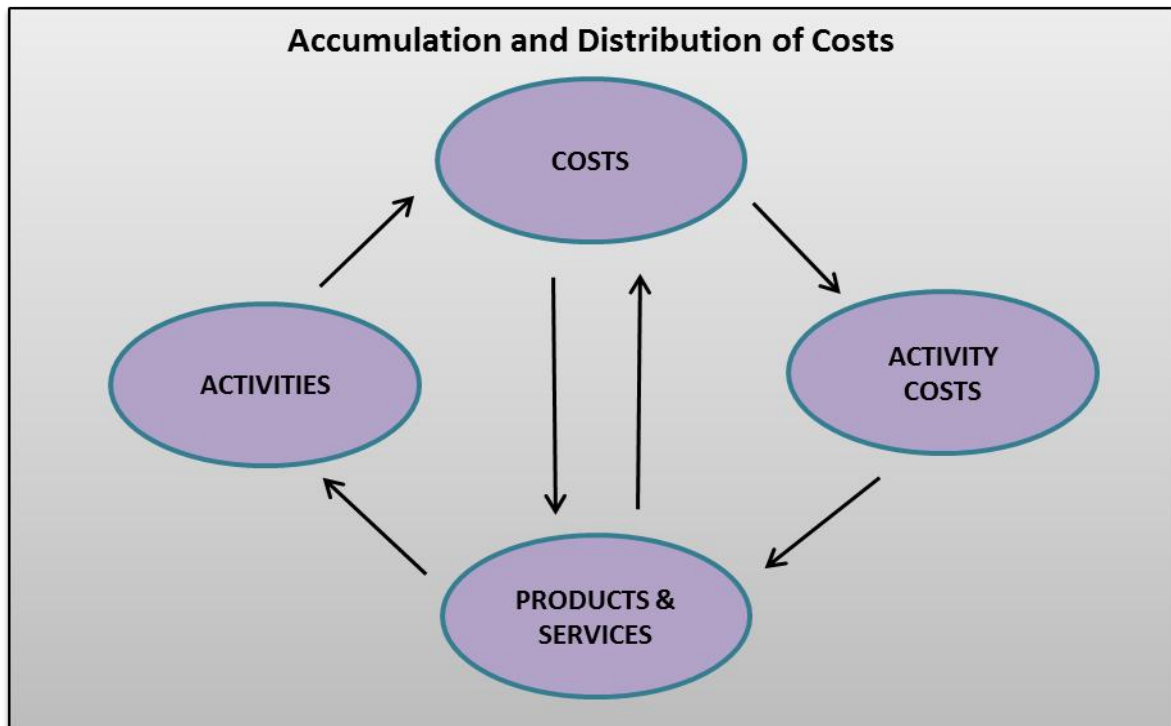 Accumulation and Distribution of Costs
COSTS
ACTIVITIES
ACTIVITY
COSTS
PRODUCTS &
SERVICES